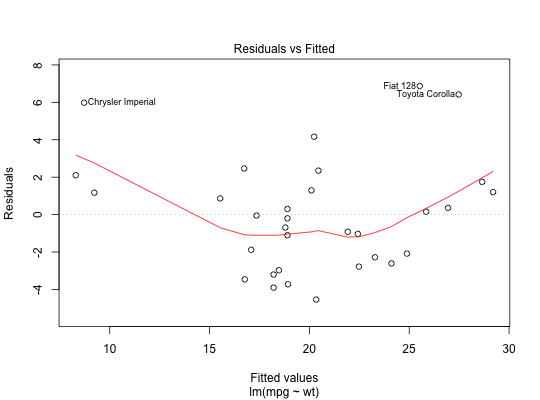 Residuals vs Fitted
8
6
4
2
0
-2
-4
Residuals
Chrysler Imperial
Fiat 128
Toyota Corolla
10 15 20 25 30
Fitted values
lm(mpg ~ wt)